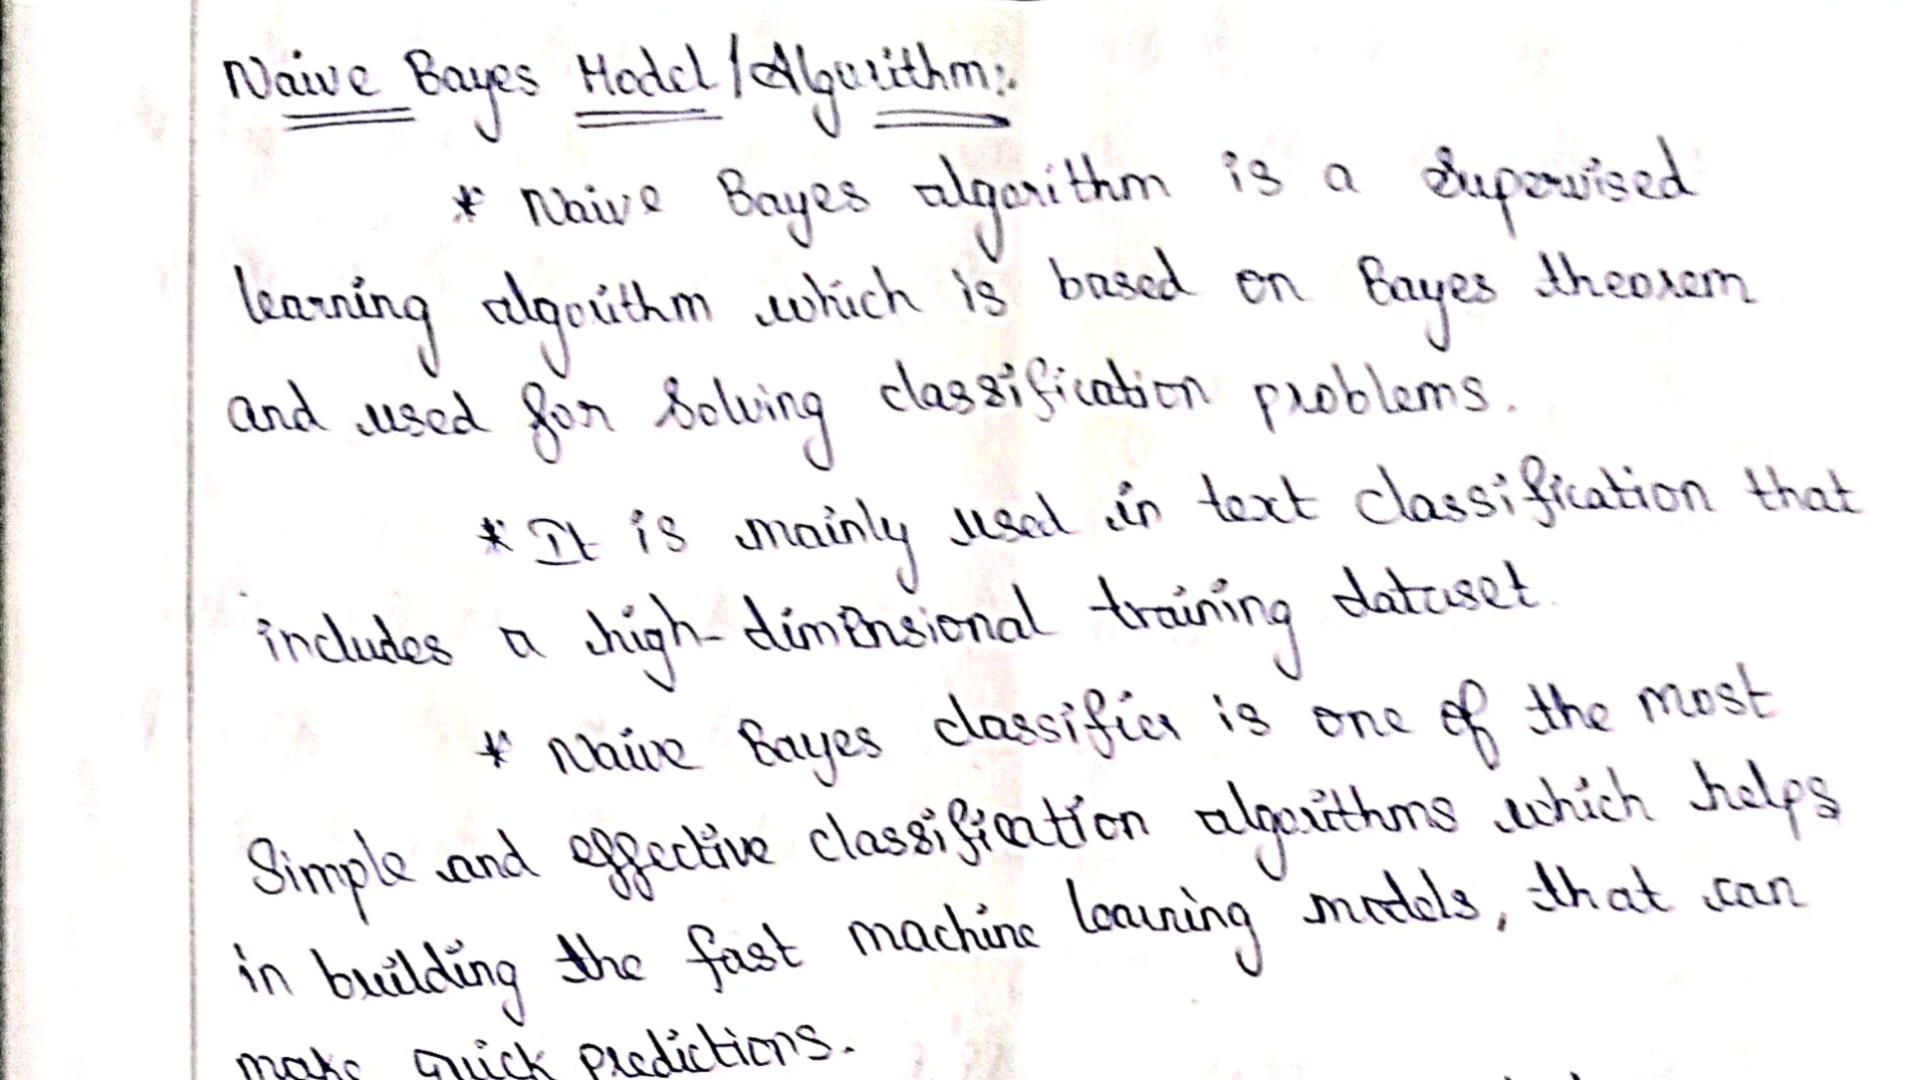 Naive Bayes Model/Algorithm:
* Naive Bayes algorithm is a Supervised
learning algorithm which is based on Bayes theorem
and used for Solving classification problems.
* It is mainly used in text classification that
includes a high-dimensional training dataset.
* Naive Bayes classifier is one of the most
Simple and effective classification algorithms which helps
in building the fast machine learning models, that can
make quick predictions.